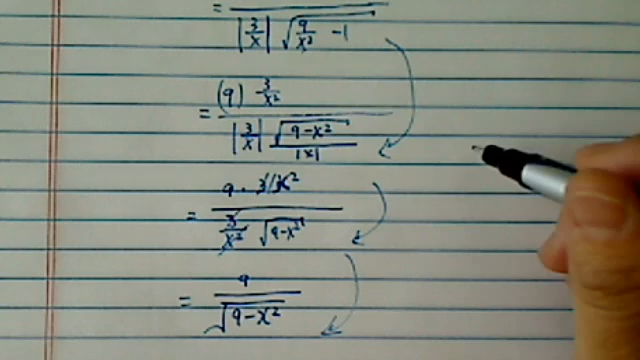 = / |3/x| √(9/x² - 1)
= (9) -3/x² / |3/x| √(9-x²)/|x|
= 9 · 3/x² / 3/x² √(9-x²)
= 9 / √(9-x²)